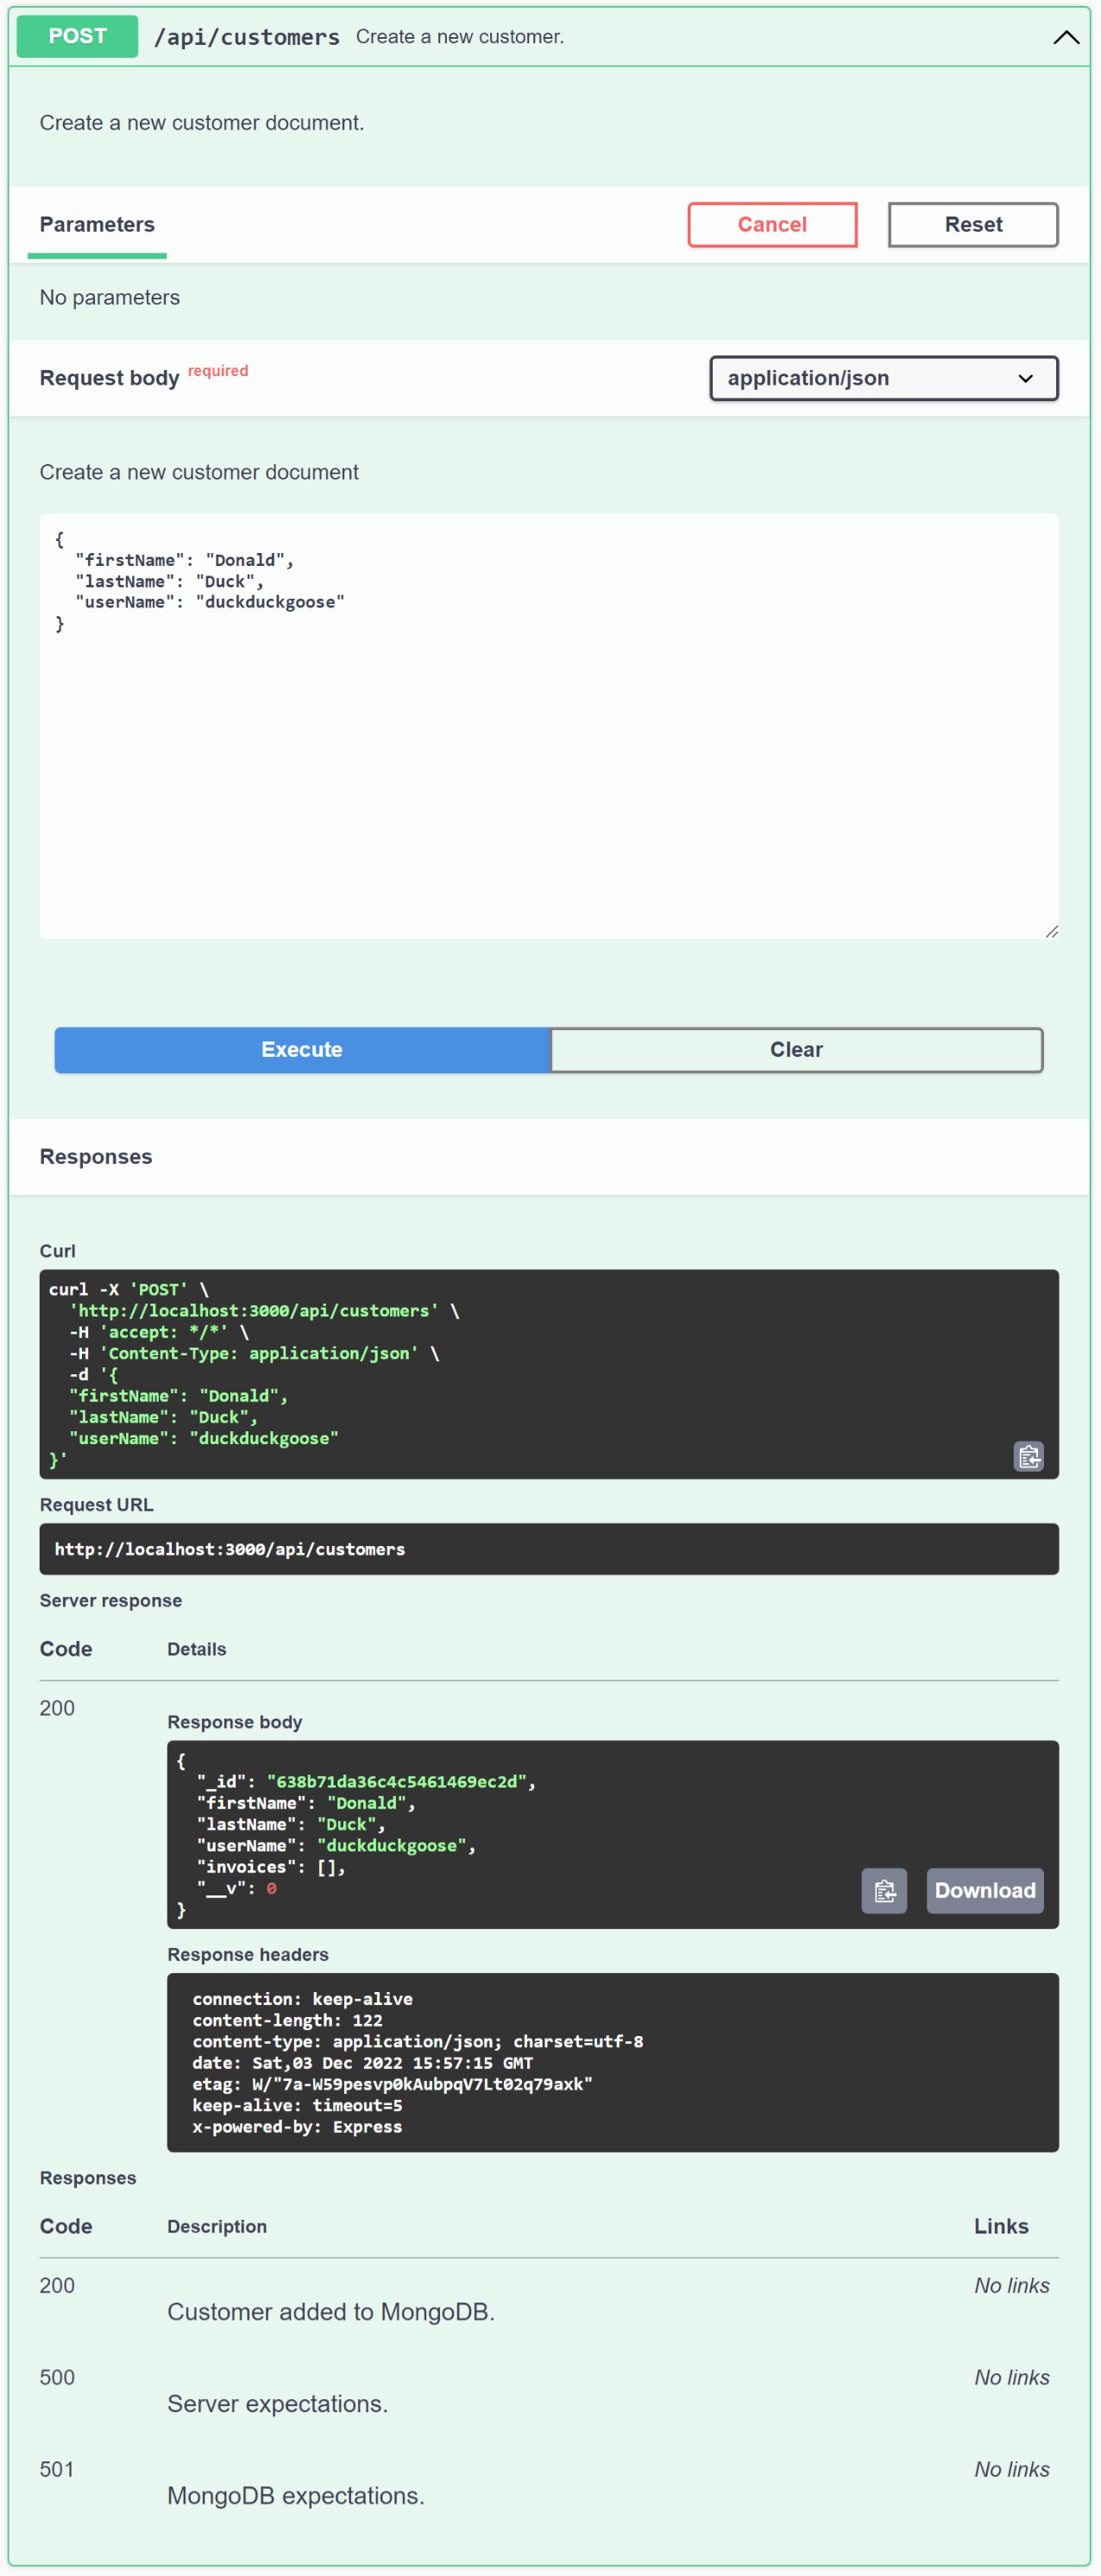 POST /api/customers Create a new customer.
Create a new customer document.
Parameters Cancel Reset
No parameters
Request body required application/json
Create a new customer document
{
  "firstName": "Donald",
  "lastName": "Duck",
  "userName": "duckduckgoose"
}
Execute Clear
Responses
Curl
curl -X 'POST' \
  'http://localhost:3000/api/customers' \
  -H 'accept: */*' \
  -H 'Content-Type: application/json' \
  -d '{
  "firstName": "Donald",
  "lastName": "Duck",
  "userName": "duckduckgoose"
}'
Request URL
http://localhost:3000/api/customers
Server response
Code Details
200
Response body
{
  "_id": "638b71da36c4c5461469ec2d",
  "firstName": "Donald",
  "lastName": "Duck",
  "userName": "duckduckgoose",
  "invoices": [],
  "__v": 0
}
Download
Response headers
connection: keep-alive
content-length: 122
content-type: application/json; charset=utf-8
date: Sat,03 Dec 2022 15:57:15 GMT
etag: W/"7a-W59pesvp0kAubpqV7Lt02q79axk"
keep-alive: timeout=5
x-powered-by: Express
Responses
Code Description Links
200 No links
Customer added to MongoDB.
500 No links
Server expectations.
501 No links
MongoDB expectations.